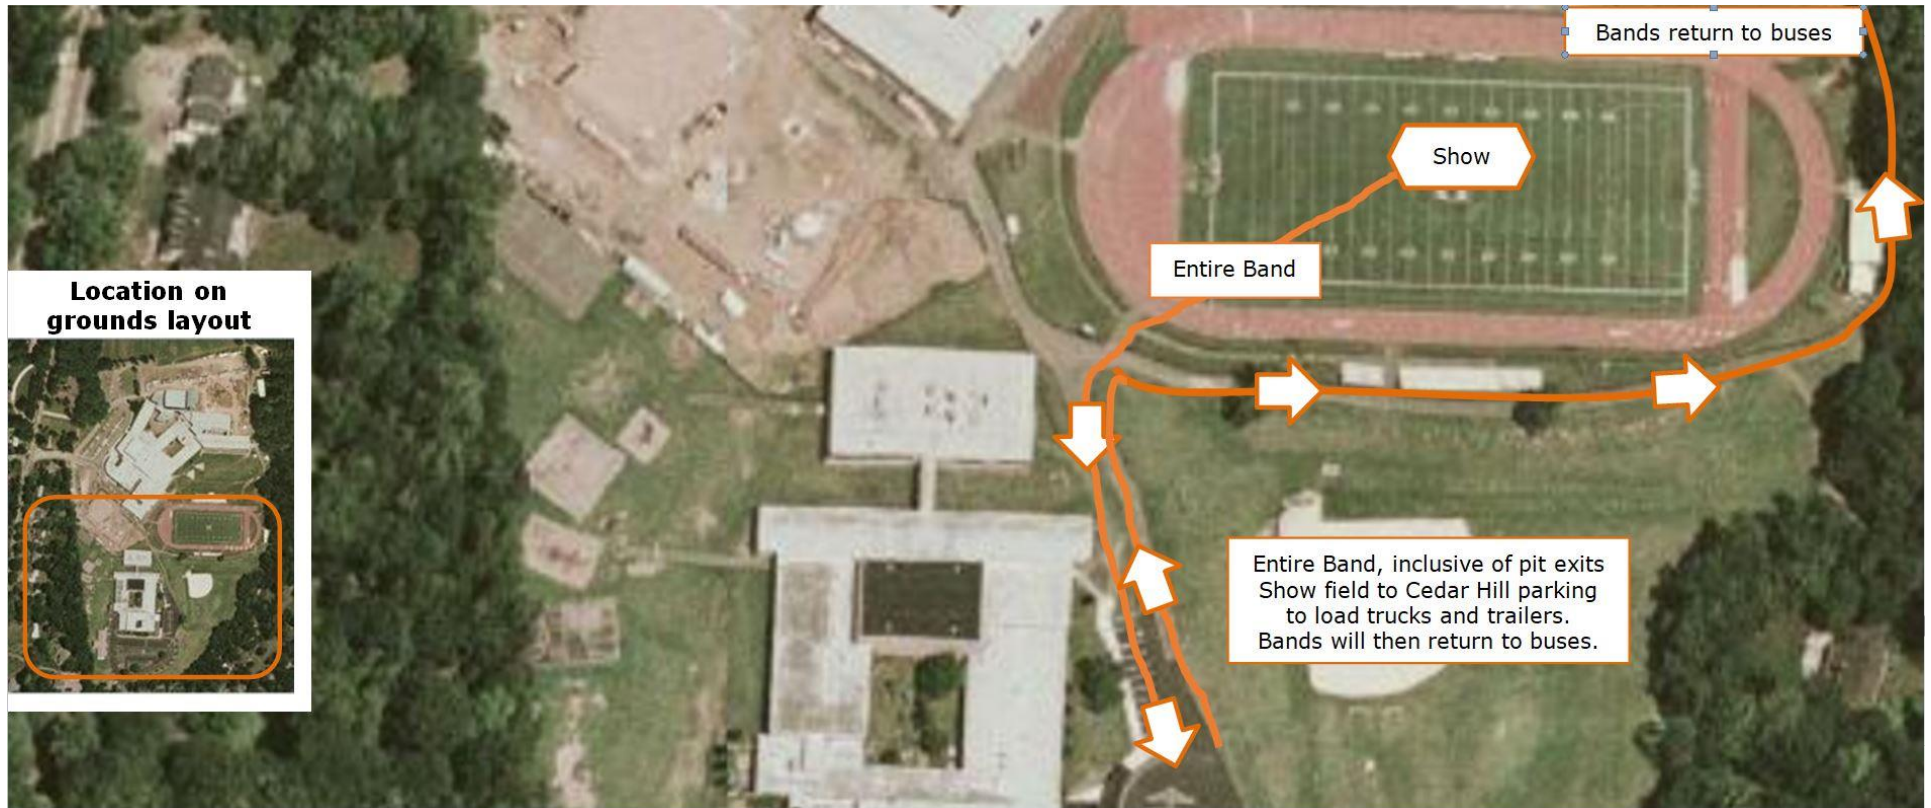 Bands return to buses
Show
Entire Band
Location on
grounds layout
Entire Band, inclusive of pit exits
Show field to Cedar Hill parking
to load trucks and trailers.
Bands will then return to buses.